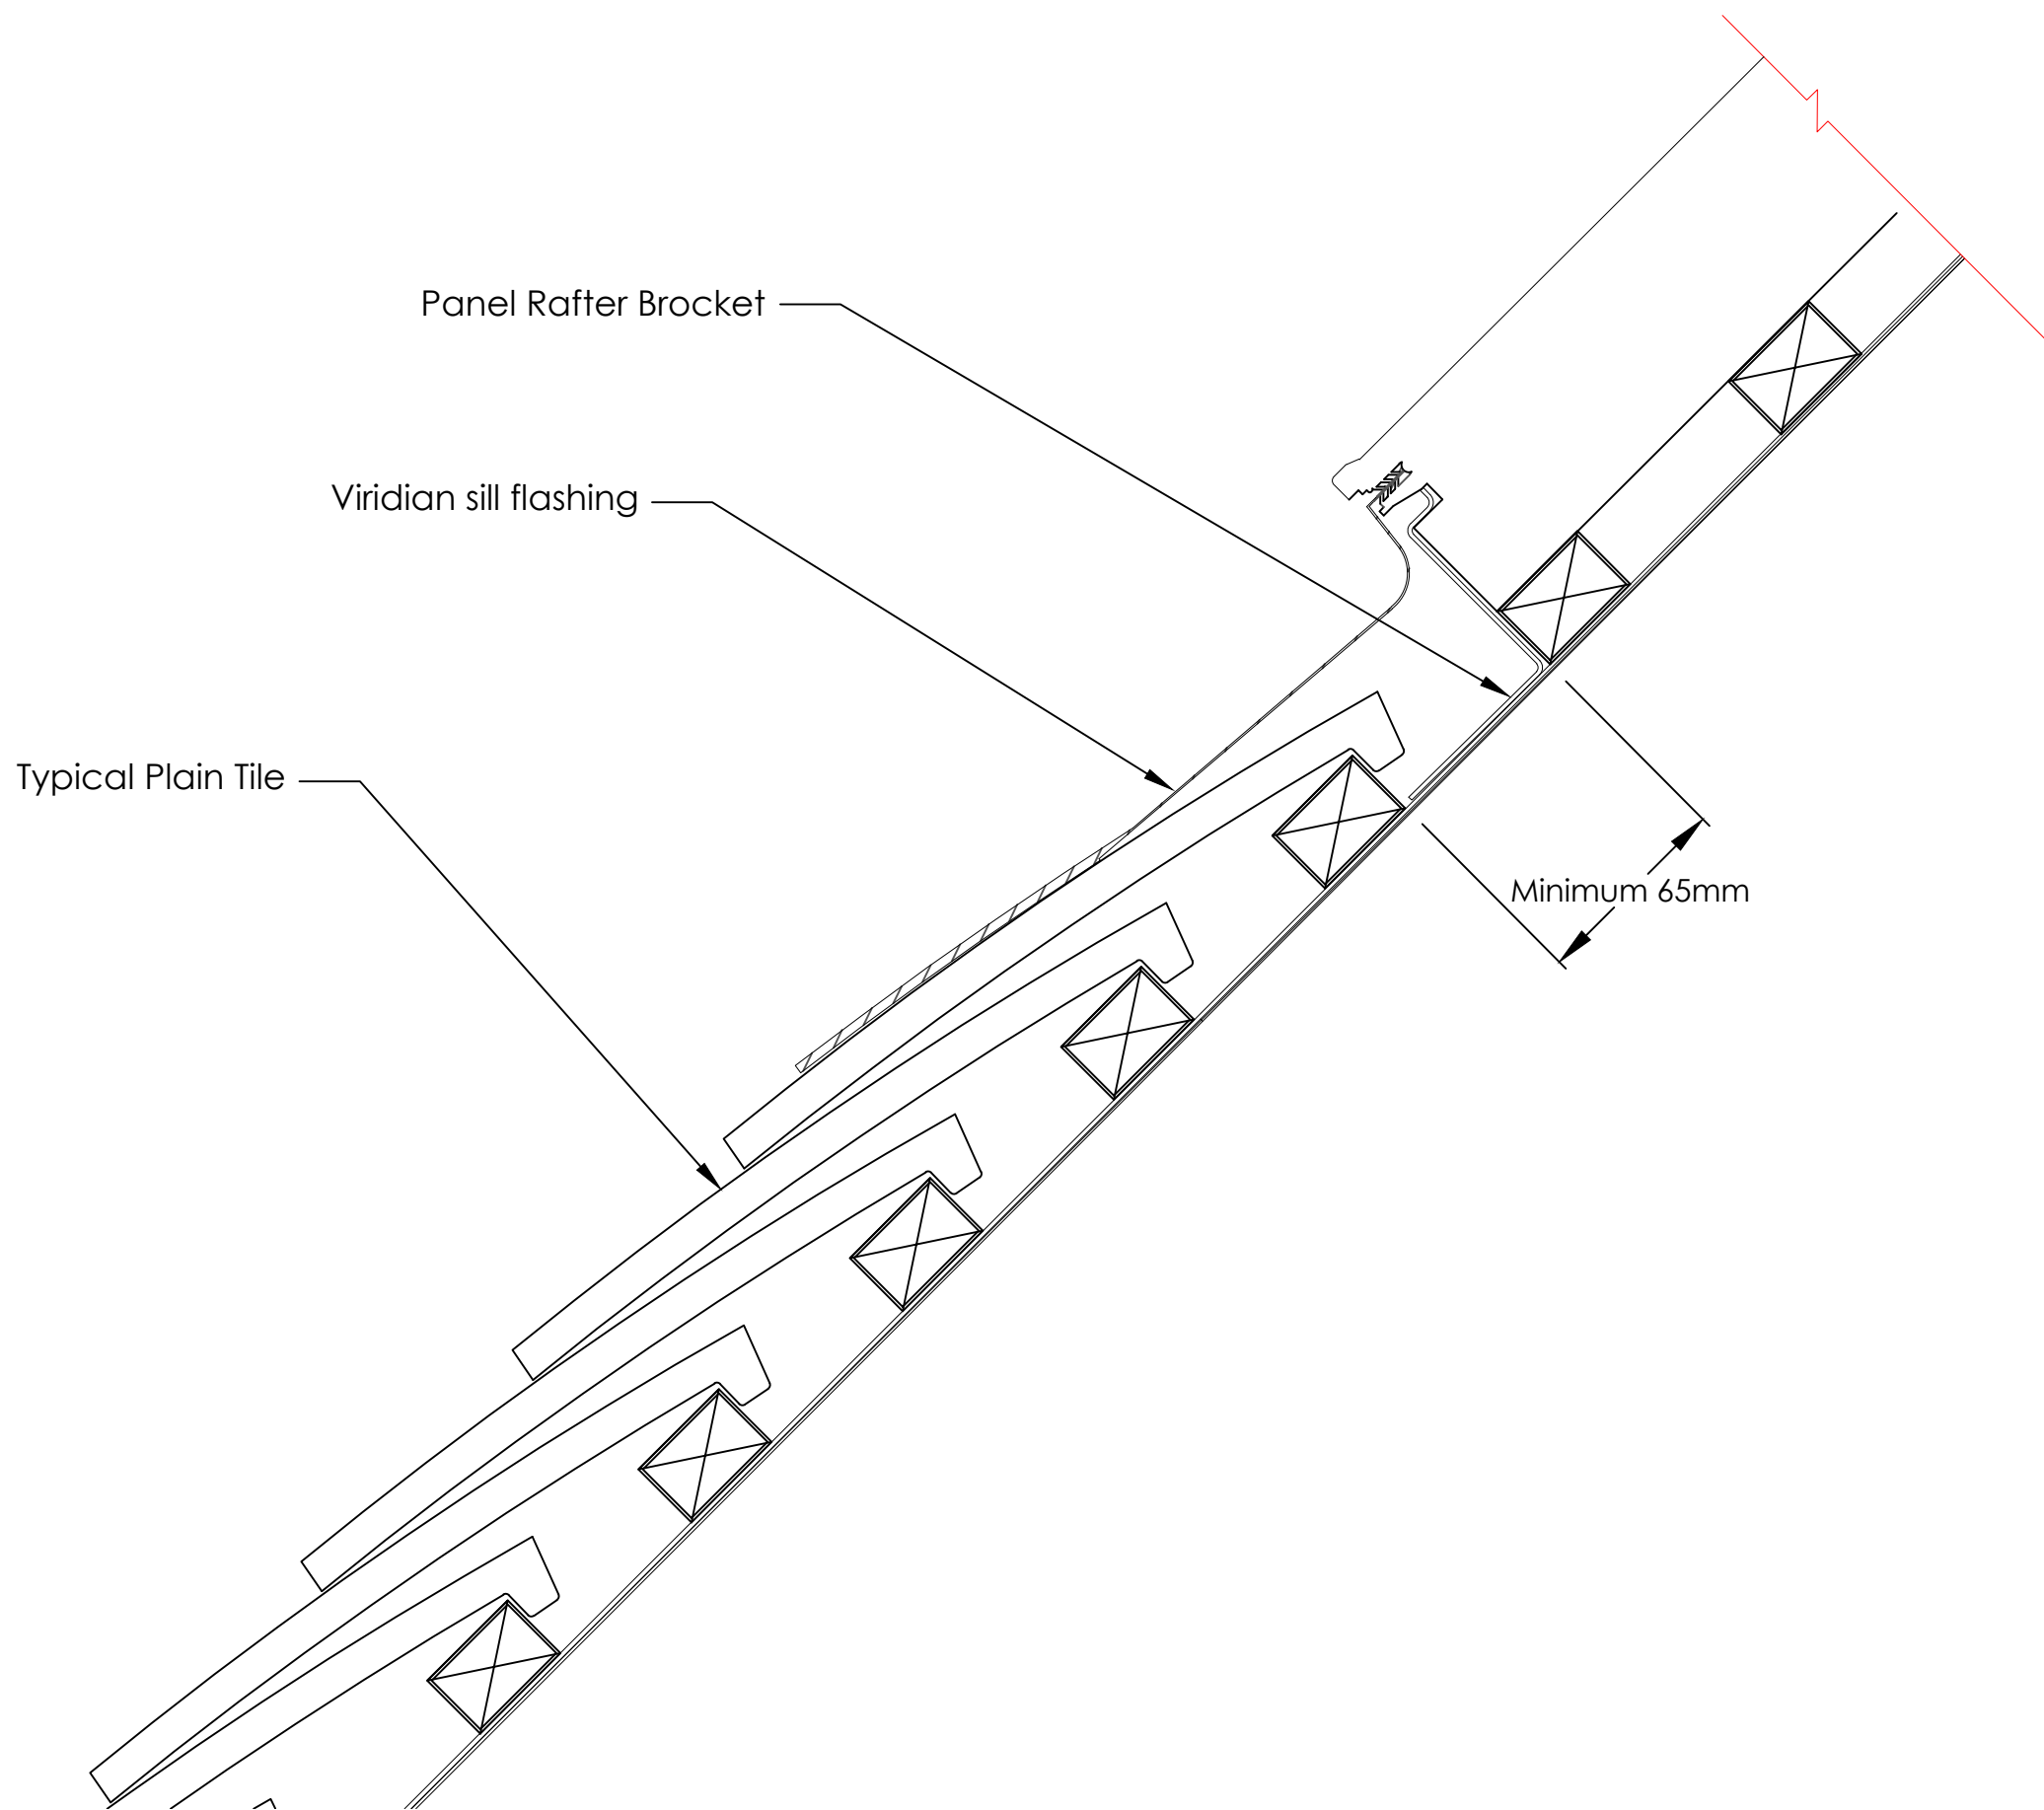 Panel Rafter Brocket
Viridian sill flashing
Typical Plain Tile
Minimum 65mm